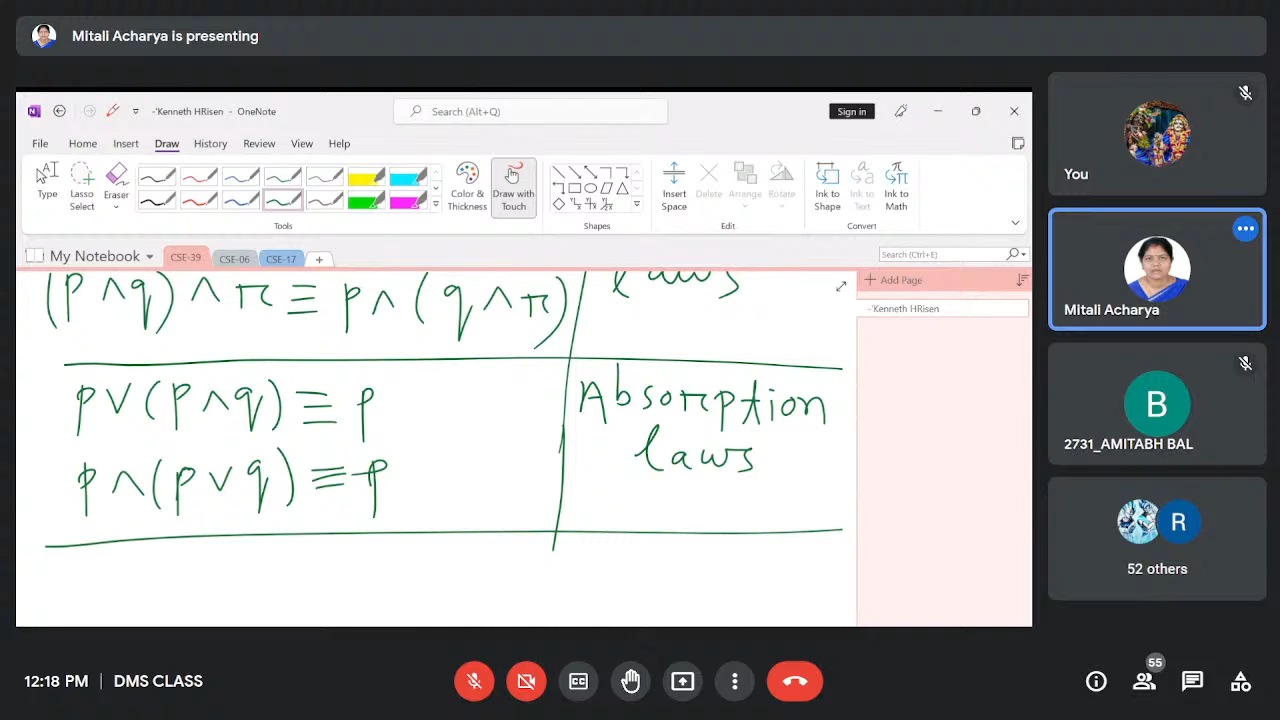 Mitali Acharya is presenting
-'Kenneth HRisen - OneNote
Search (Alt+Q)
Sign in
File Home Insert Draw History Review View Help
Type
Lasso Select
Eraser
Color & Thickness
Draw with Touch
Insert Space
Delete
Arrange
Rotate
Ink to Shape
Ink to Text
Ink to Math
Tools
Shapes
Edit
Convert
My Notebook
CSE-39
CSE-06
CSE-17
Search (Ctrl+E)
Add Page
-'Kenneth HRisen
(p ∧ q) ∧ r ≡ p ∧ (q ∧ r) laws
p ∨ (p ∧ q) ≡ p
Absorption
p ∧ (p ∨ q) ≡ p
laws
You
Mitali Acharya
B
2731_AMITABH BAL
R
52 others
12:18 PM | DMS CLASS
55